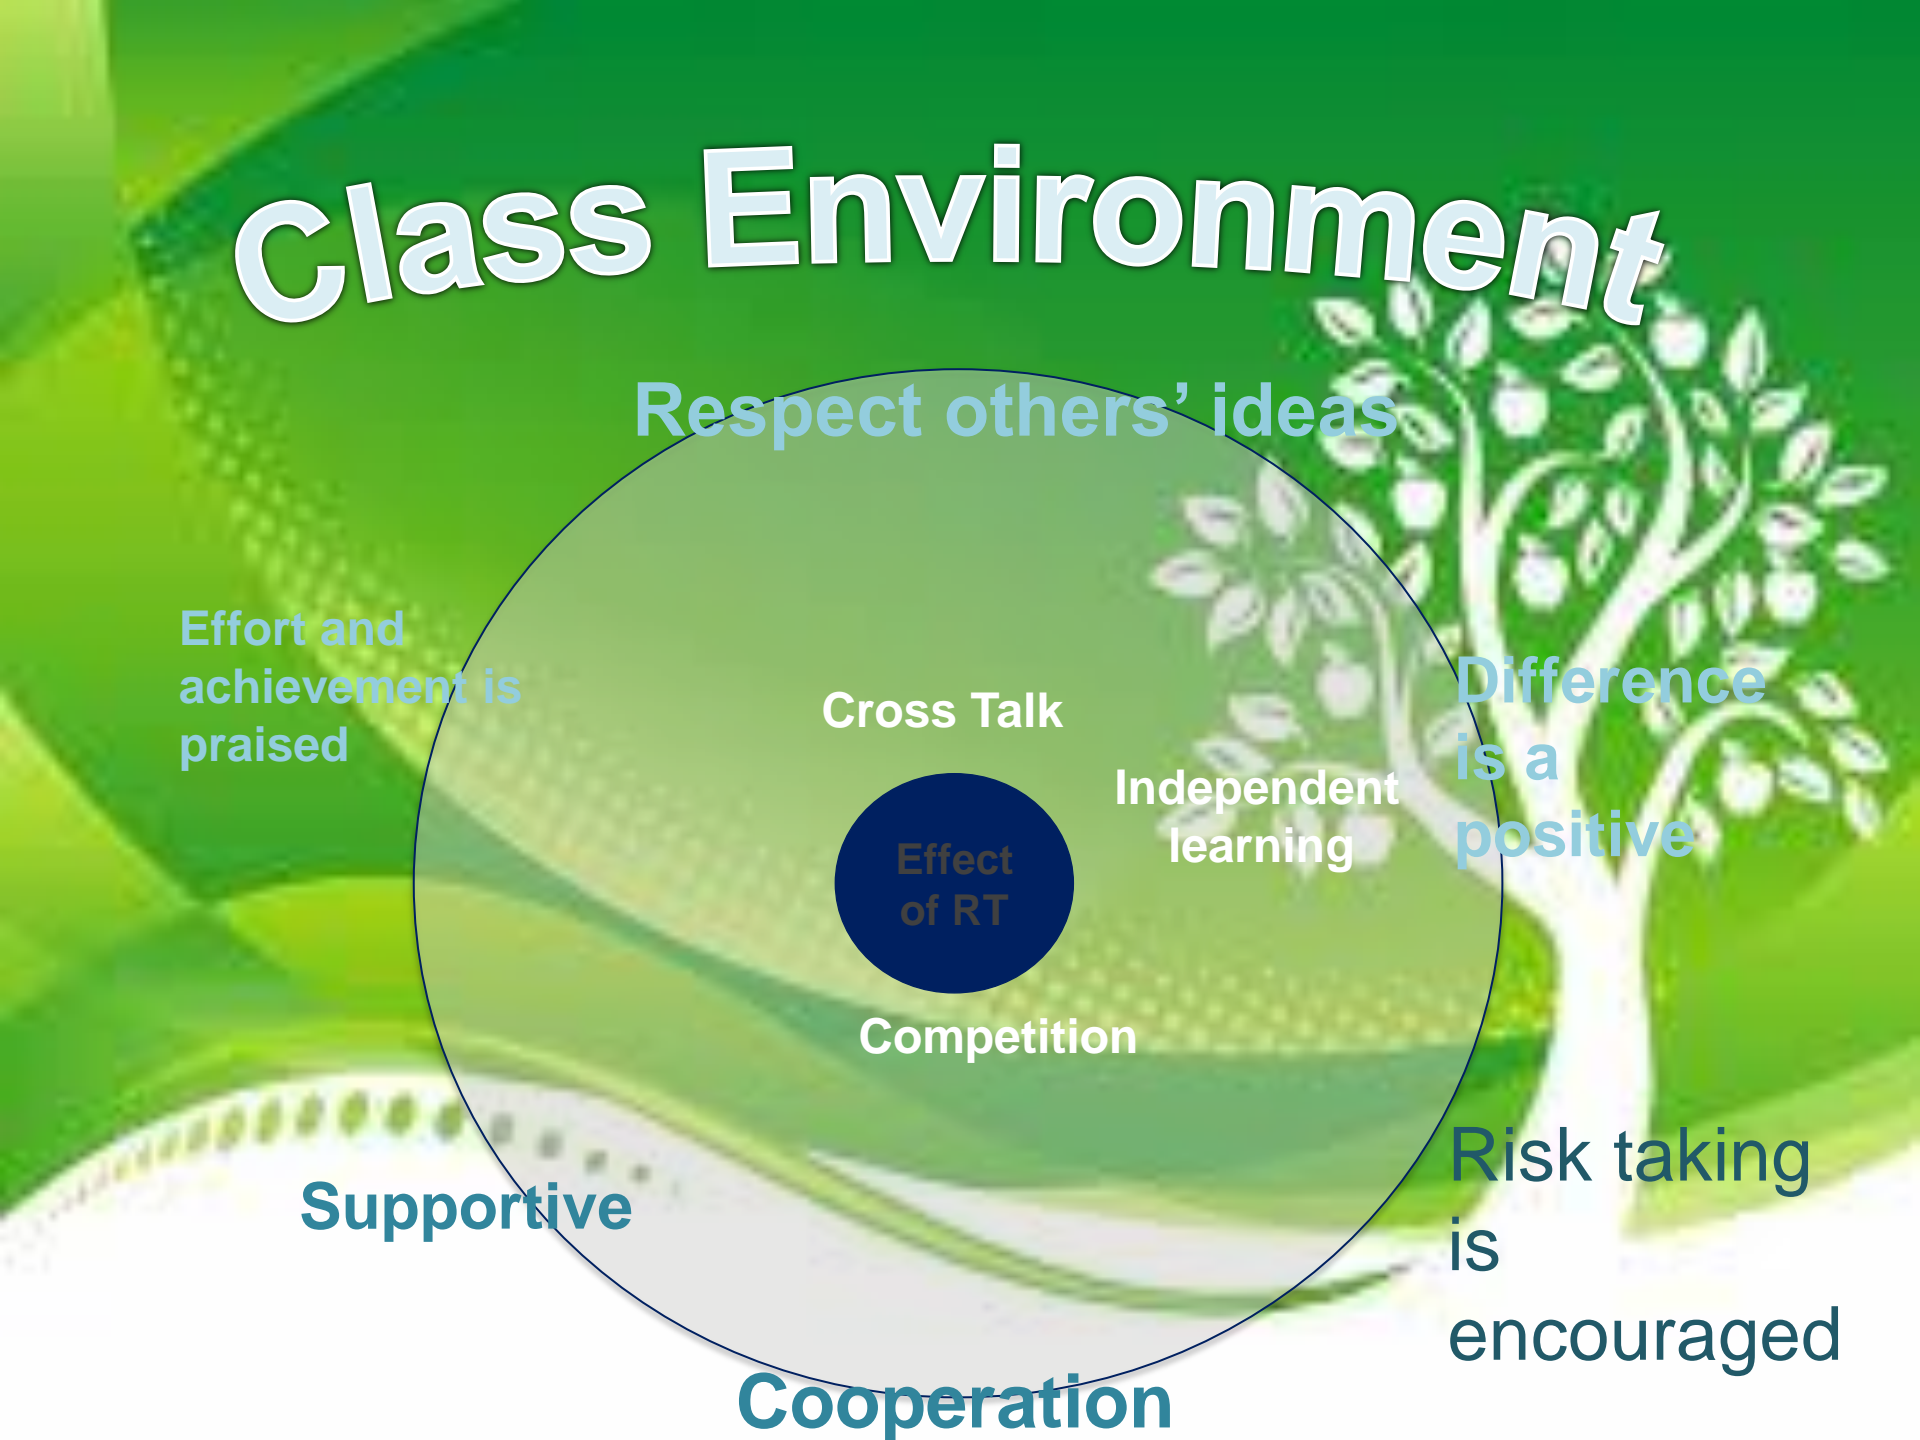 Class Environment
Respect others’ ideas
Effort and
achievement is
praised
Cross Talk
Difference
is a
positive
Independent
learning
Effect
of RT
Competition
Supportive
Risk taking
is
encouraged
Cooperation